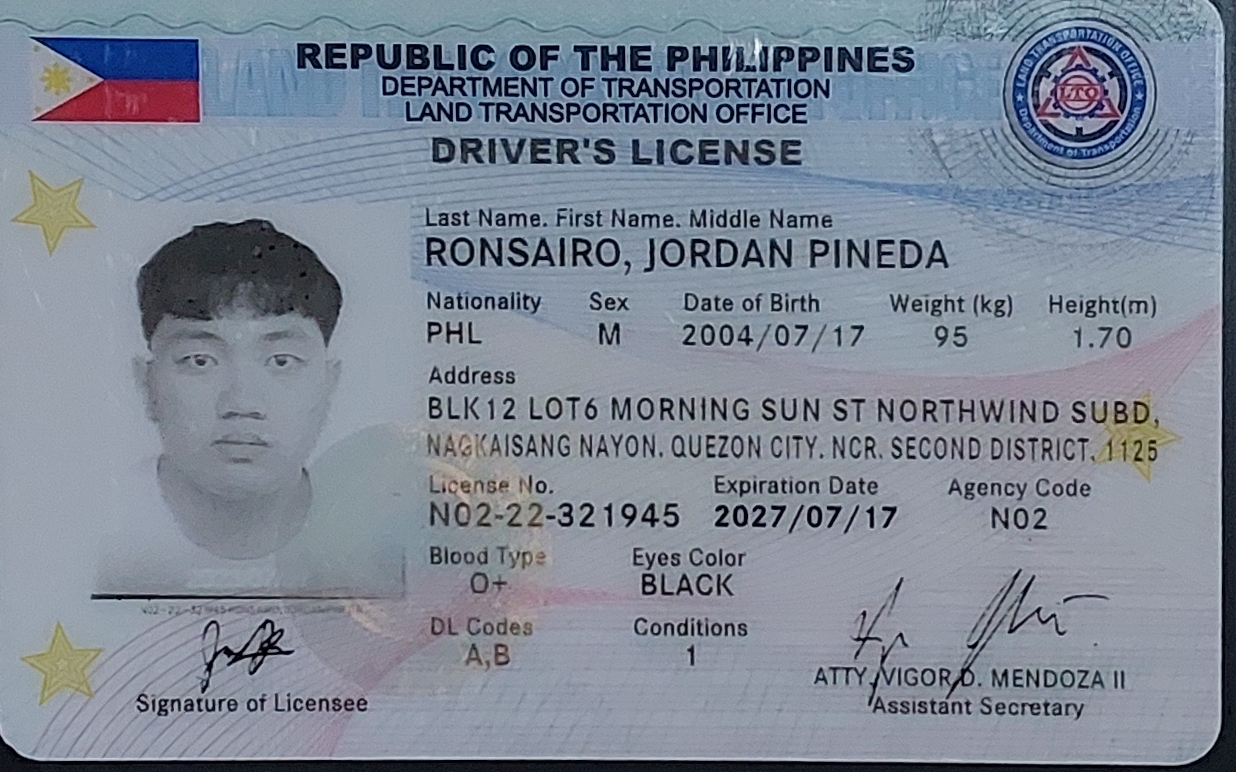 REPUBLIC OF THE PHILIPPINES
DEPARTMENT OF TRANSPORTATION
LAND TRANSPORTATION OFFICE
LAND TRANSPORTATION OFFICE
LTO
Department of Transportation
DRIVER'S LICENSE
Last Name. First Name. Middle Name
RONSAIRO, JORDAN PINEDA
Nationality Sex Date of Birth Weight (kg) Height(m)
PHL M 2004/07/17 95 1.70
Address
BLK12 LOT6 MORNING SUN ST NORTHWIND SUBD,
NAGKAISANG NAYON. QUEZON CITY. NCR. SECOND DISTRICT. 1125
License No. Expiration Date Agency Code
N02-22-321945 2027/07/17 N02
Blood Type Eyes Color
O+ BLACK
DL Codes Conditions
A,B 1
ATTY. VIGOR D. MENDOZA II
Assistant Secretary
Signature of Licensee